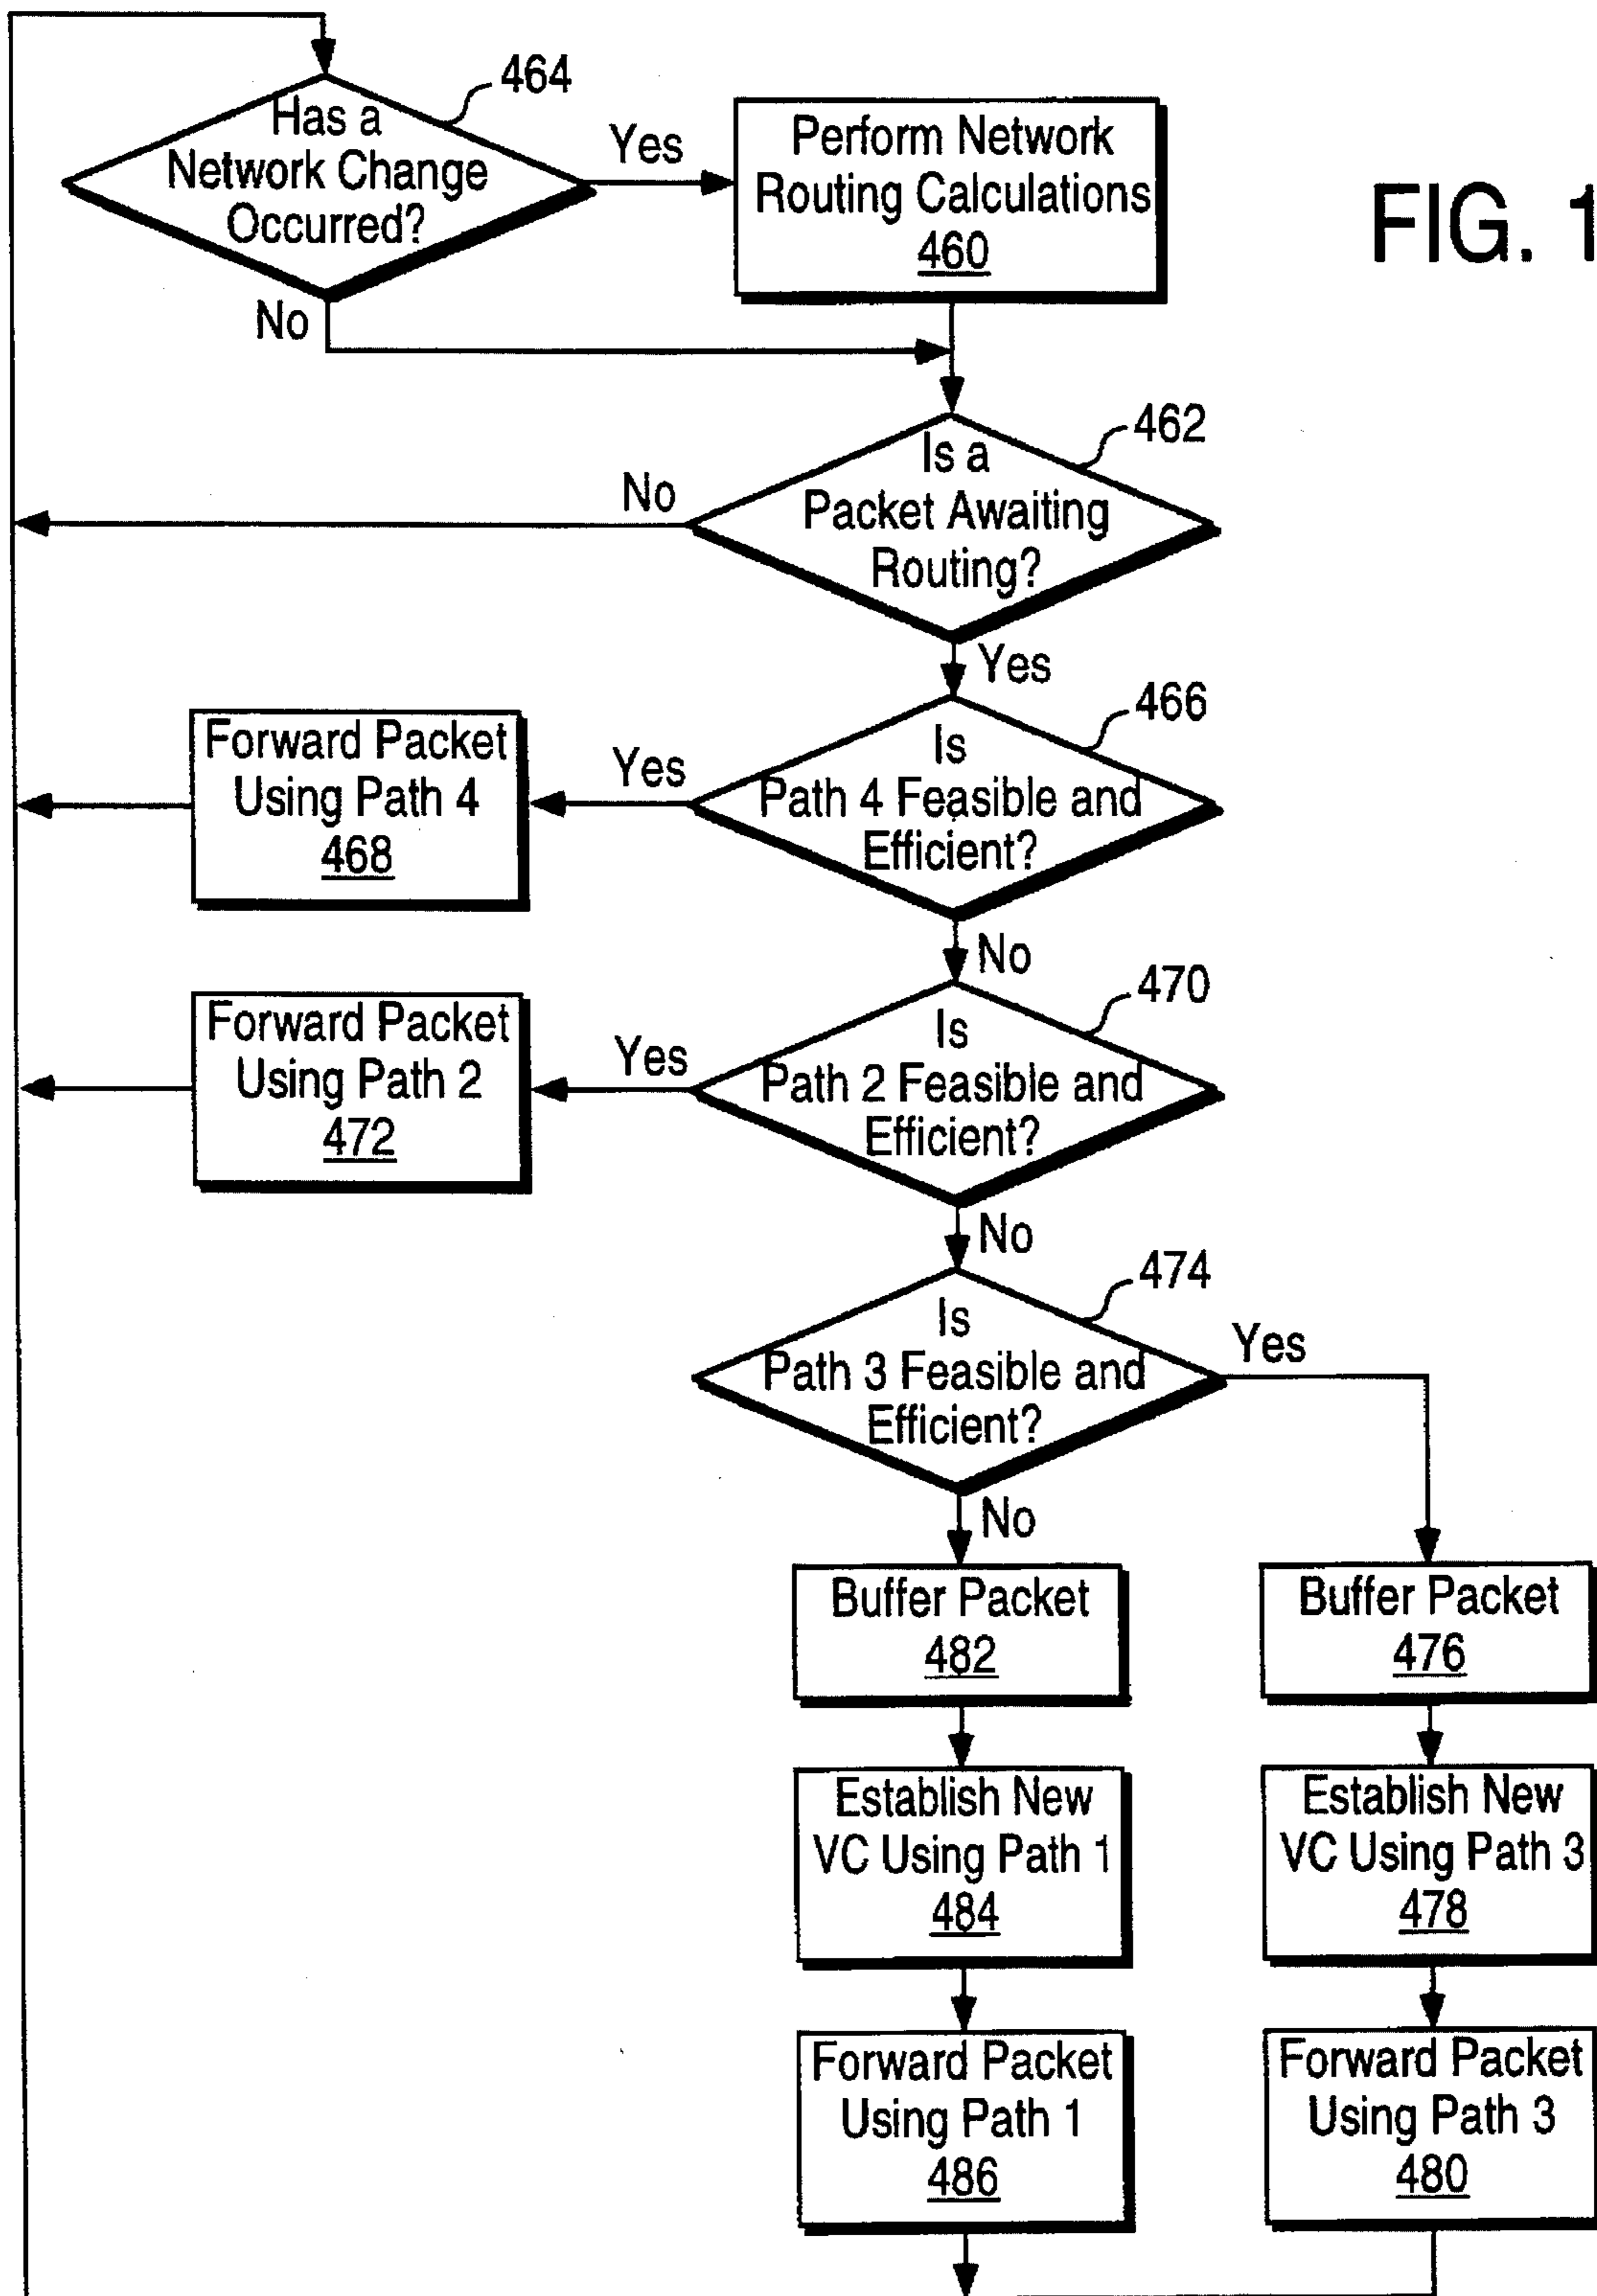 464
Has a
Network Change
Occurred?
Yes
Perform Network
Routing Calculations
460
FIG. 1
No
462
Is a
Packet Awaiting
Routing?
No
Yes
466
Is
Path 4 Feasible and
Efficient?
Yes
Forward Packet
Using Path 4
468
No
470
Is
Path 2 Feasible and
Efficient?
Yes
Forward Packet
Using Path 2
472
No
474
Is
Path 3 Feasible and
Efficient?
Yes
No
Buffer Packet
482
Buffer Packet
476
Establish New
VC Using Path 1
484
Establish New
VC Using Path 3
478
Forward Packet
Using Path 1
486
Forward Packet
Using Path 3
480